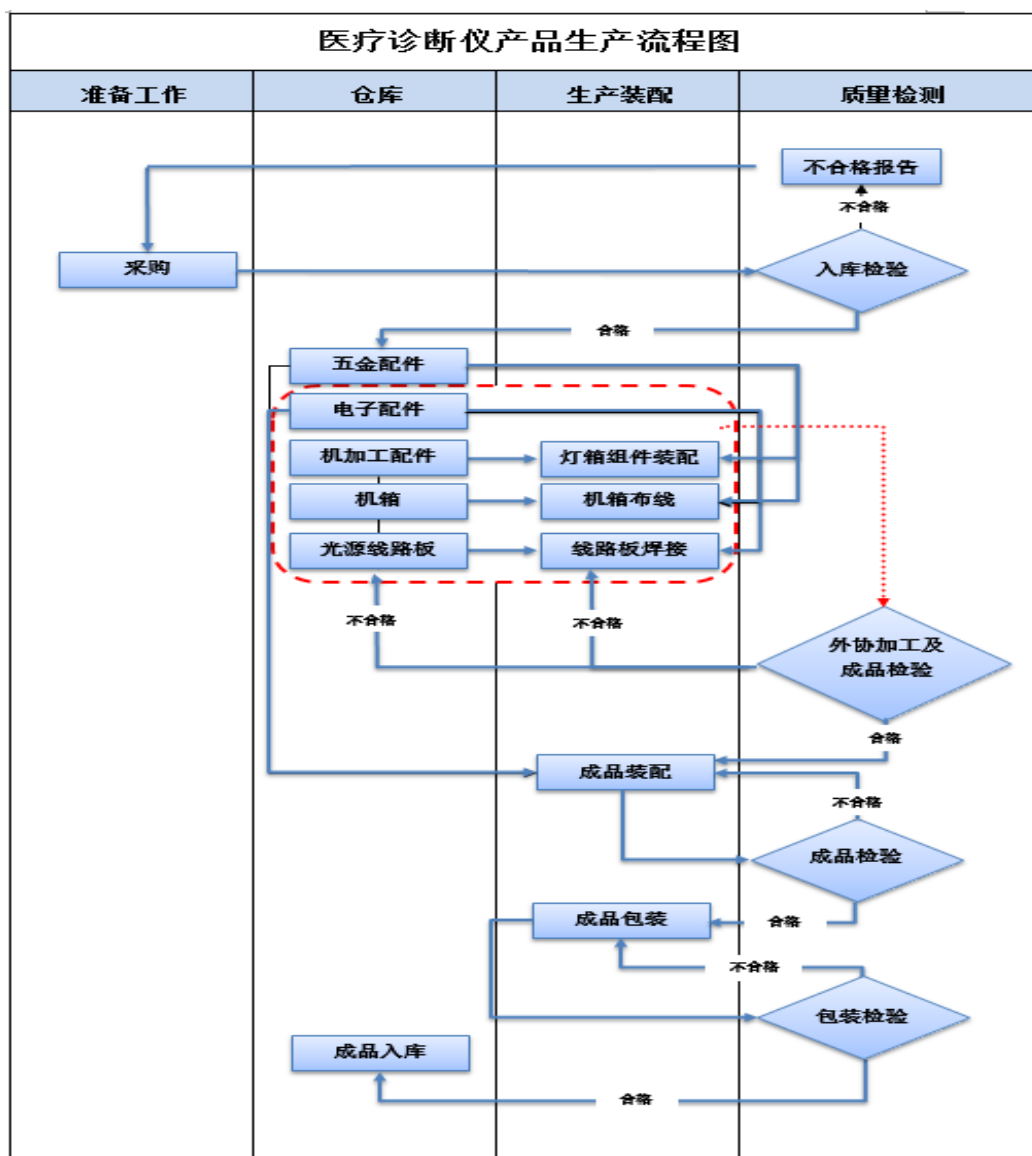 医疗诊断仪产品生产流程图
准备工作
仓库
生产装配
质量检测
不合格报告
不合格
采购
入库检验
合格
五金配件
电子配件
机加工配件
灯箱组件装配
机箱
机箱布线
光源线路板
线路板焊接
不合格
不合格
外协加工及
成品检验
合格
成品装配
不合格
成品检验
成品包装
合格
不合格
包装检验
成品入库
合格